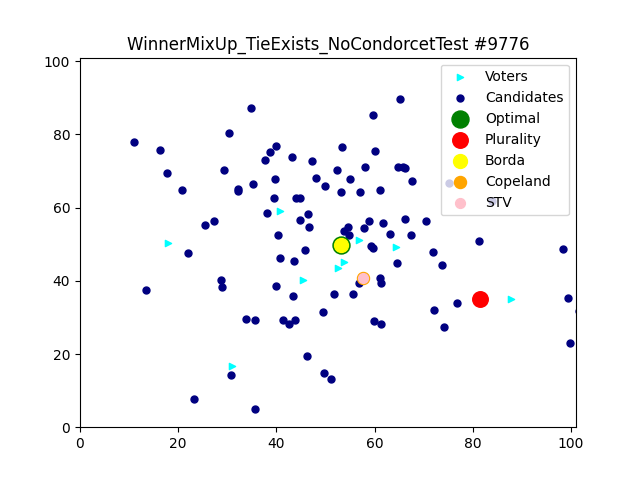 WinnerMixUp_TieExists_NoCondorcetTest #9776
Voters
Candidates
Optimal
Plurality
Borda
Copeland
STV
100
80
60
40
20
0
0 20 40 60 80 100